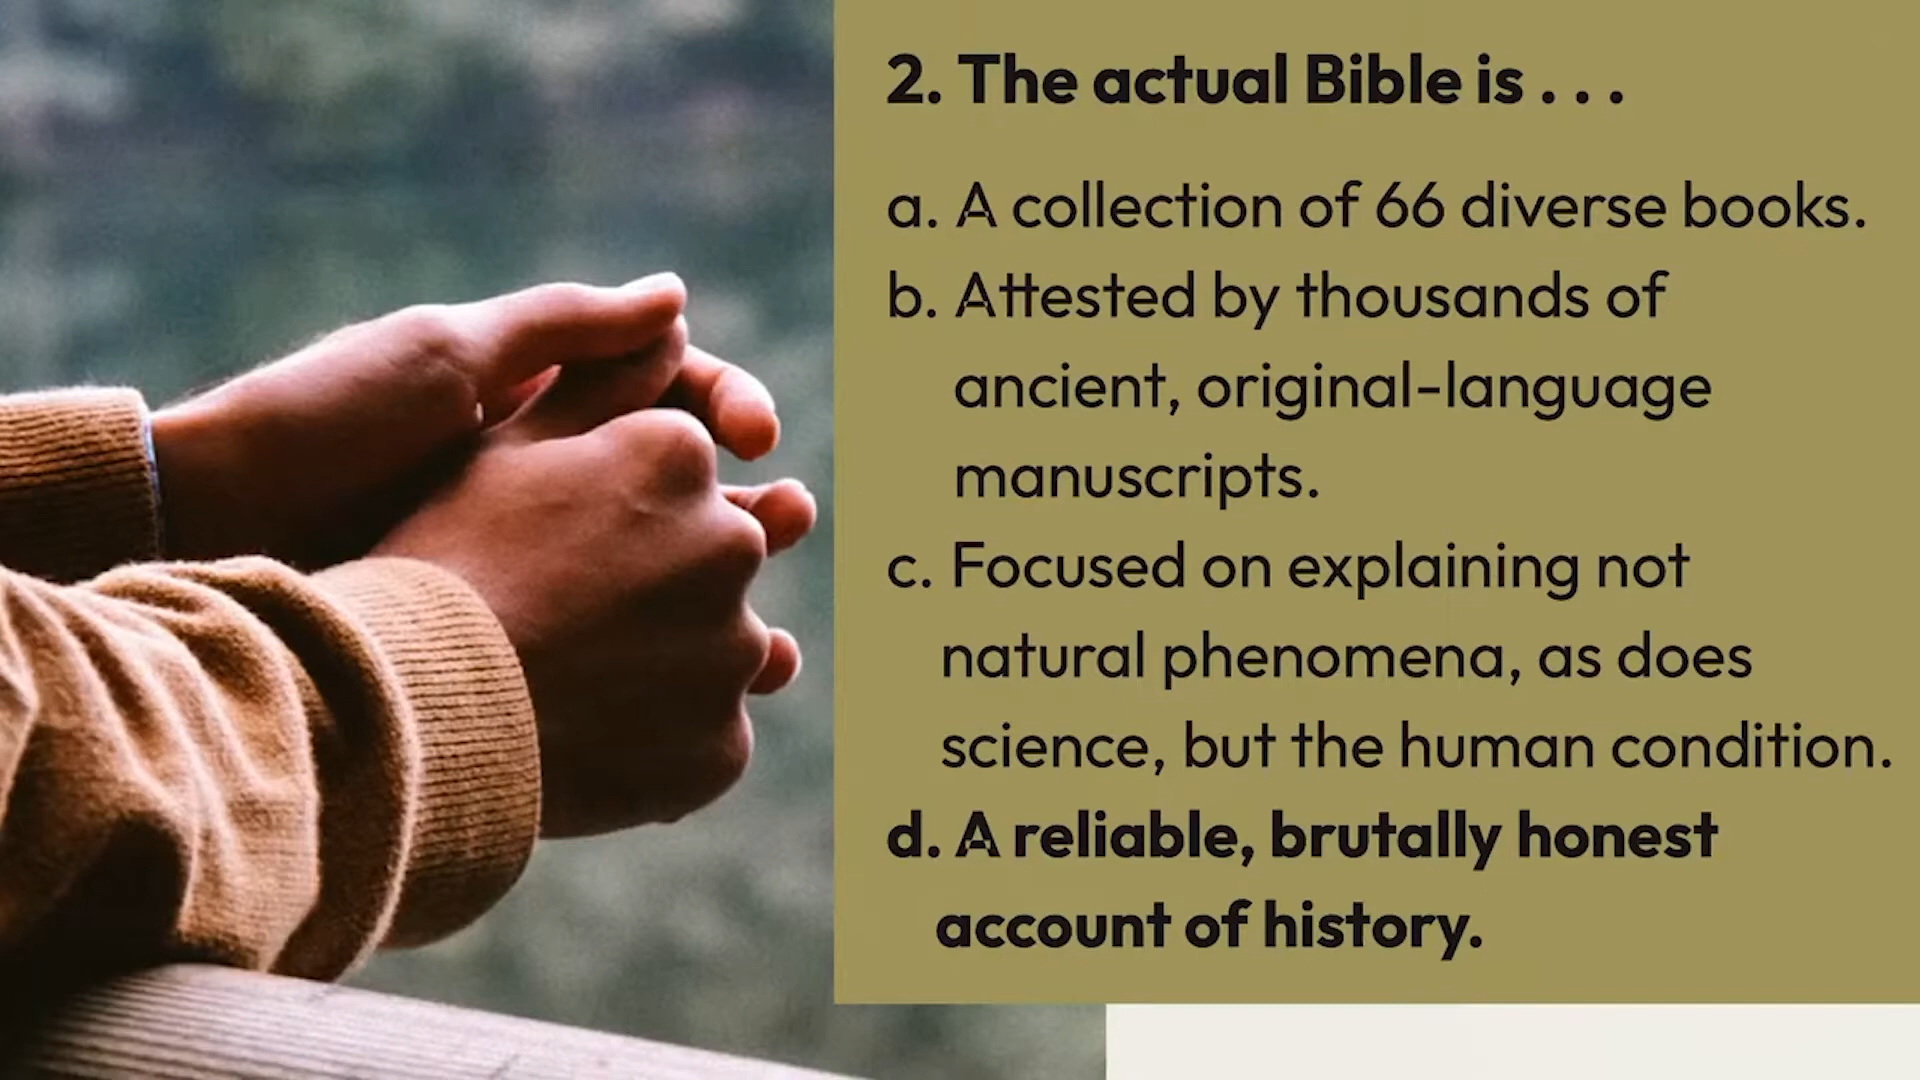 2. The actual Bible is . . .
a. A collection of 66 diverse books.
b. Attested by thousands of
ancient, original-language
manuscripts.
c. Focused on explaining not
natural phenomena, as does
science, but the human condition.
d. A reliable, brutally honest
account of history.